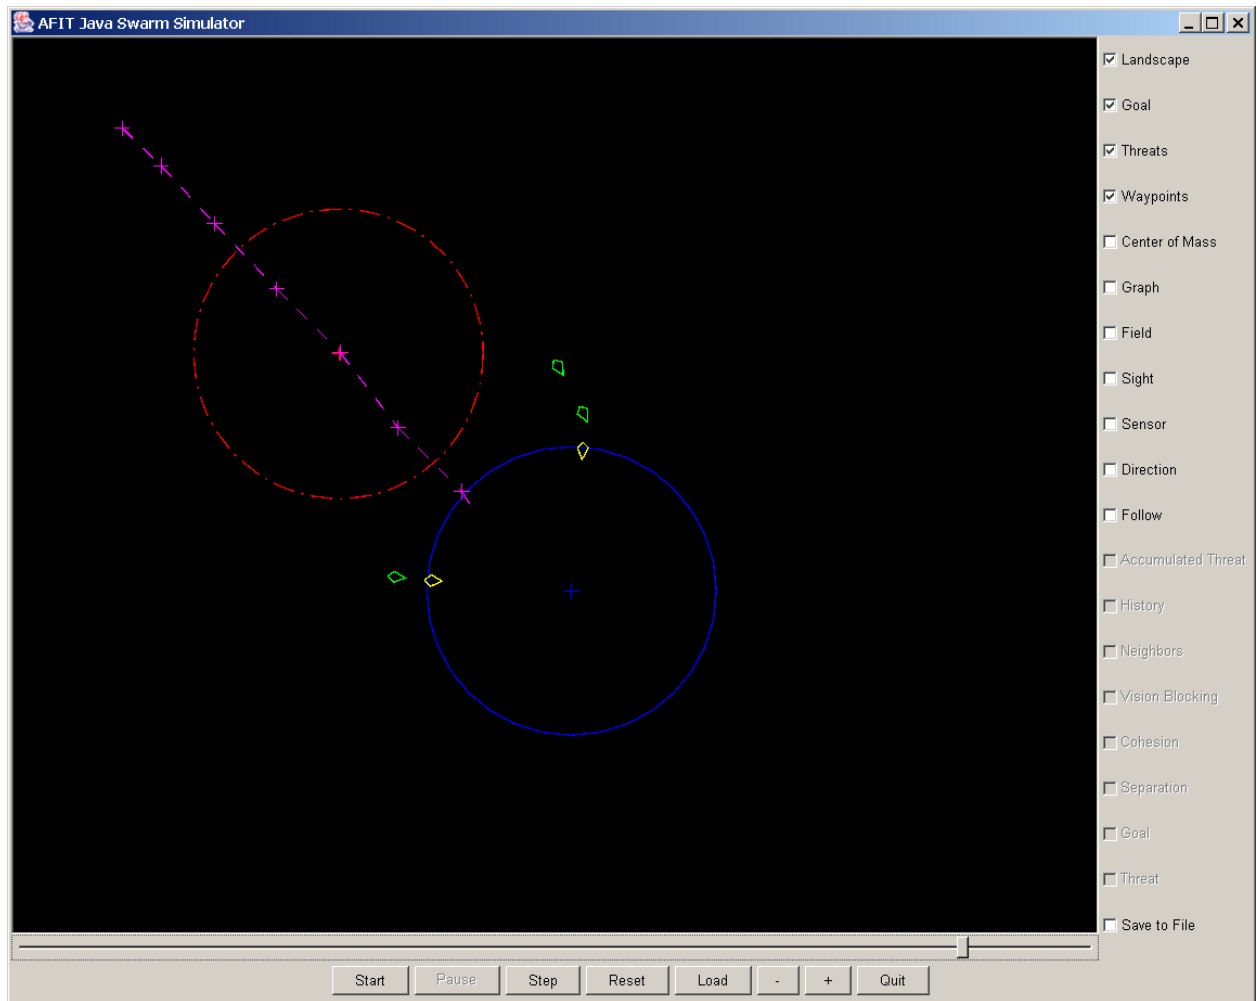 AFIT Java Swarm Simulator
Landscape
Goal
Threats
Waypoints
Center of Mass
Graph
Field
Sight
Sensor
Direction
Follow
Accumulated Threat
History
Neighbors
Vision Blocking
Cohesion
Separation
Goal
Threat
Save to File
Start Pause Step Reset Load - + Quit